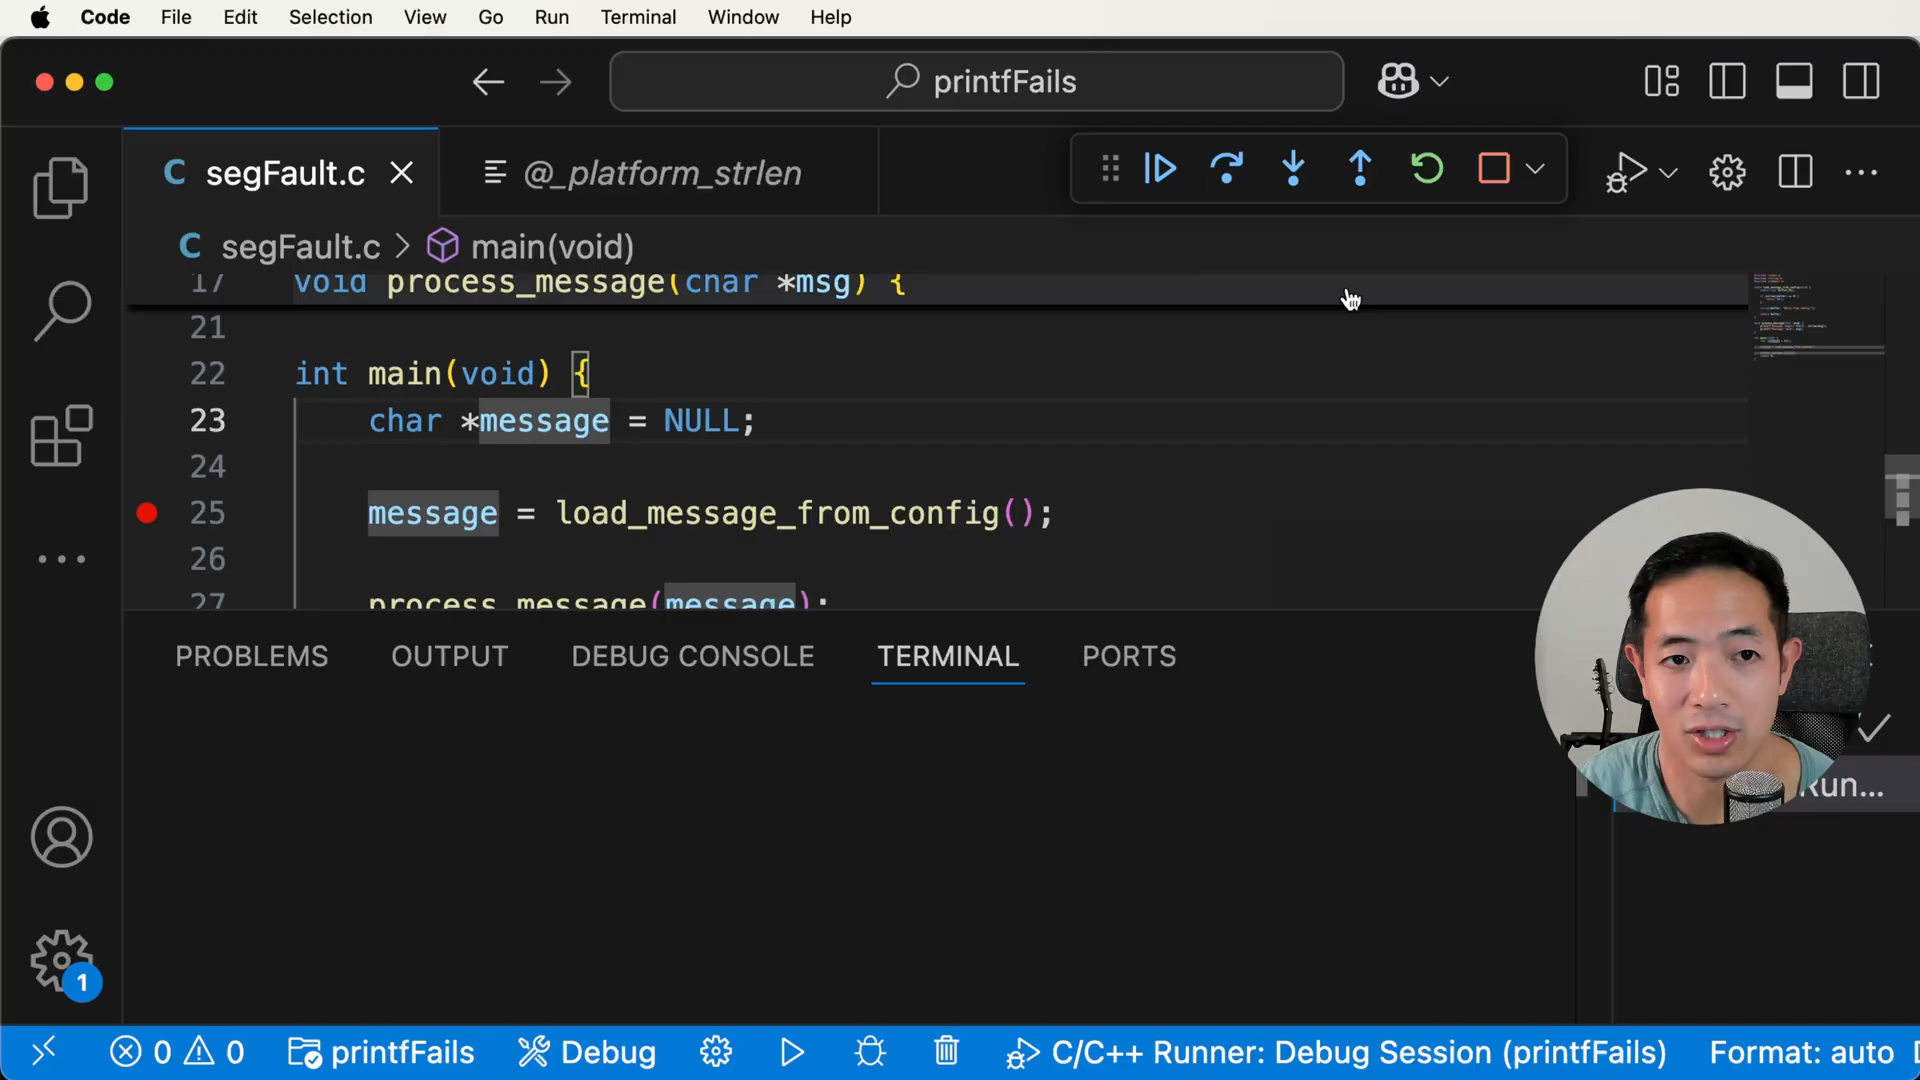 Code File Edit Selection View Go Run Terminal Window Help
printfFails
C segFault.c @_platform_strlen
C segFault.c > main(void)
17 void process_message(char *msg) {
21
22 int main(void) {
23 char *message = NULL;
24
25 message = load_message_from_config();
26
27 process_message(message);
PROBLEMS OUTPUT DEBUG CONSOLE TERMINAL PORTS
Run...
1
0 0 printfFails Debug C/C++ Runner: Debug Session (printfFails) Format: auto